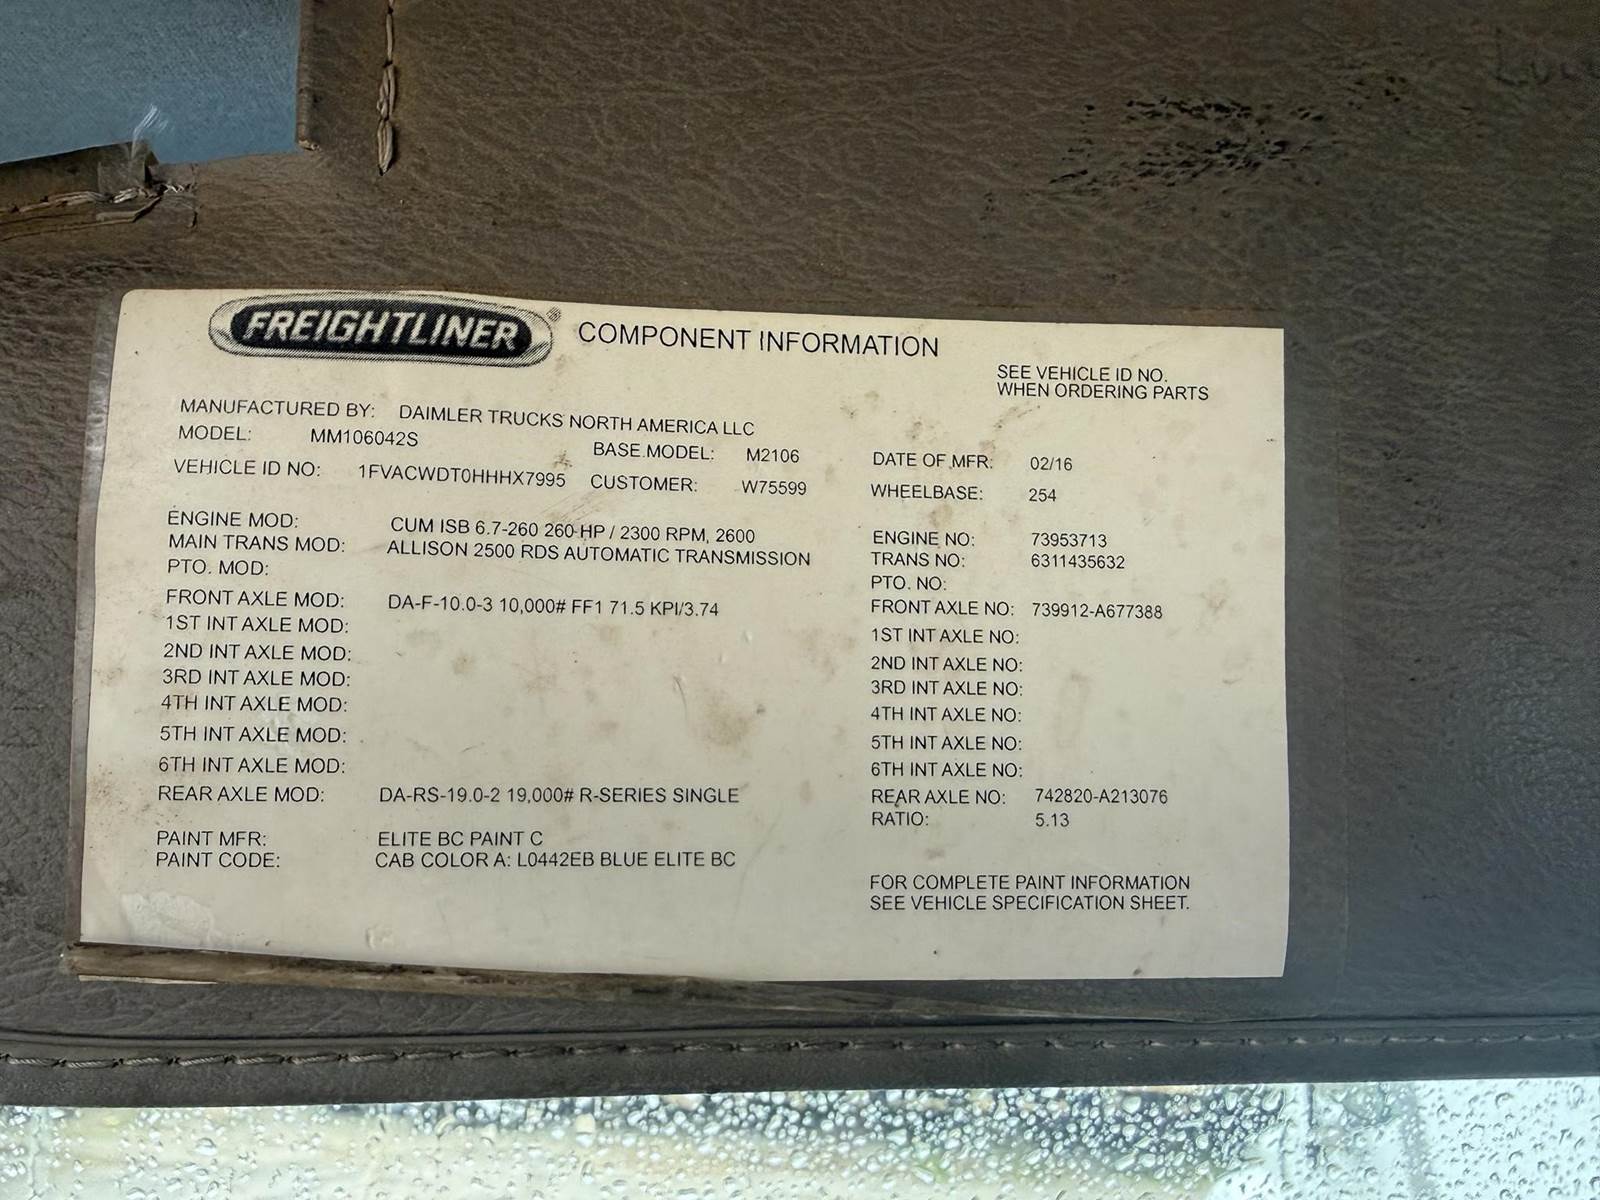 FREIGHTLINER® COMPONENT INFORMATION
SEE VEHICLE ID NO.
WHEN ORDERING PARTS
MANUFACTURED BY: DAIMLER TRUCKS NORTH AMERICA LLC
MODEL: MM106042S BASE MODEL: M2106 DATE OF MFR: 02/16
VEHICLE ID NO: 1FVACWDT0HHHX7995 CUSTOMER: W75599 WHEELBASE: 254
ENGINE MOD: CUM ISB 6.7-260 260 HP / 2300 RPM, 2600 ENGINE NO: 73953713
MAIN TRANS MOD: ALLISON 2500 RDS AUTOMATIC TRANSMISSION TRANS NO: 6311435632
PTO. MOD: PTO. NO:
FRONT AXLE MOD: DA-F-10.0-3 10,000# FF1 71.5 KPI/3.74 FRONT AXLE NO: 739912-A677388
1ST INT AXLE MOD: 1ST INT AXLE NO:
2ND INT AXLE MOD: 2ND INT AXLE NO:
3RD INT AXLE MOD: 3RD INT AXLE NO:
4TH INT AXLE MOD: 4TH INT AXLE NO:
5TH INT AXLE MOD: 5TH INT AXLE NO:
6TH INT AXLE MOD: 6TH INT AXLE NO:
REAR AXLE MOD: DA-RS-19.0-2 19,000# R-SERIES SINGLE REAR AXLE NO: 742820-A213076
RATIO: 5.13
PAINT MFR: ELITE BC PAINT C
PAINT CODE: CAB COLOR A: L0442EB BLUE ELITE BC
FOR COMPLETE PAINT INFORMATION
SEE VEHICLE SPECIFICATION SHEET.